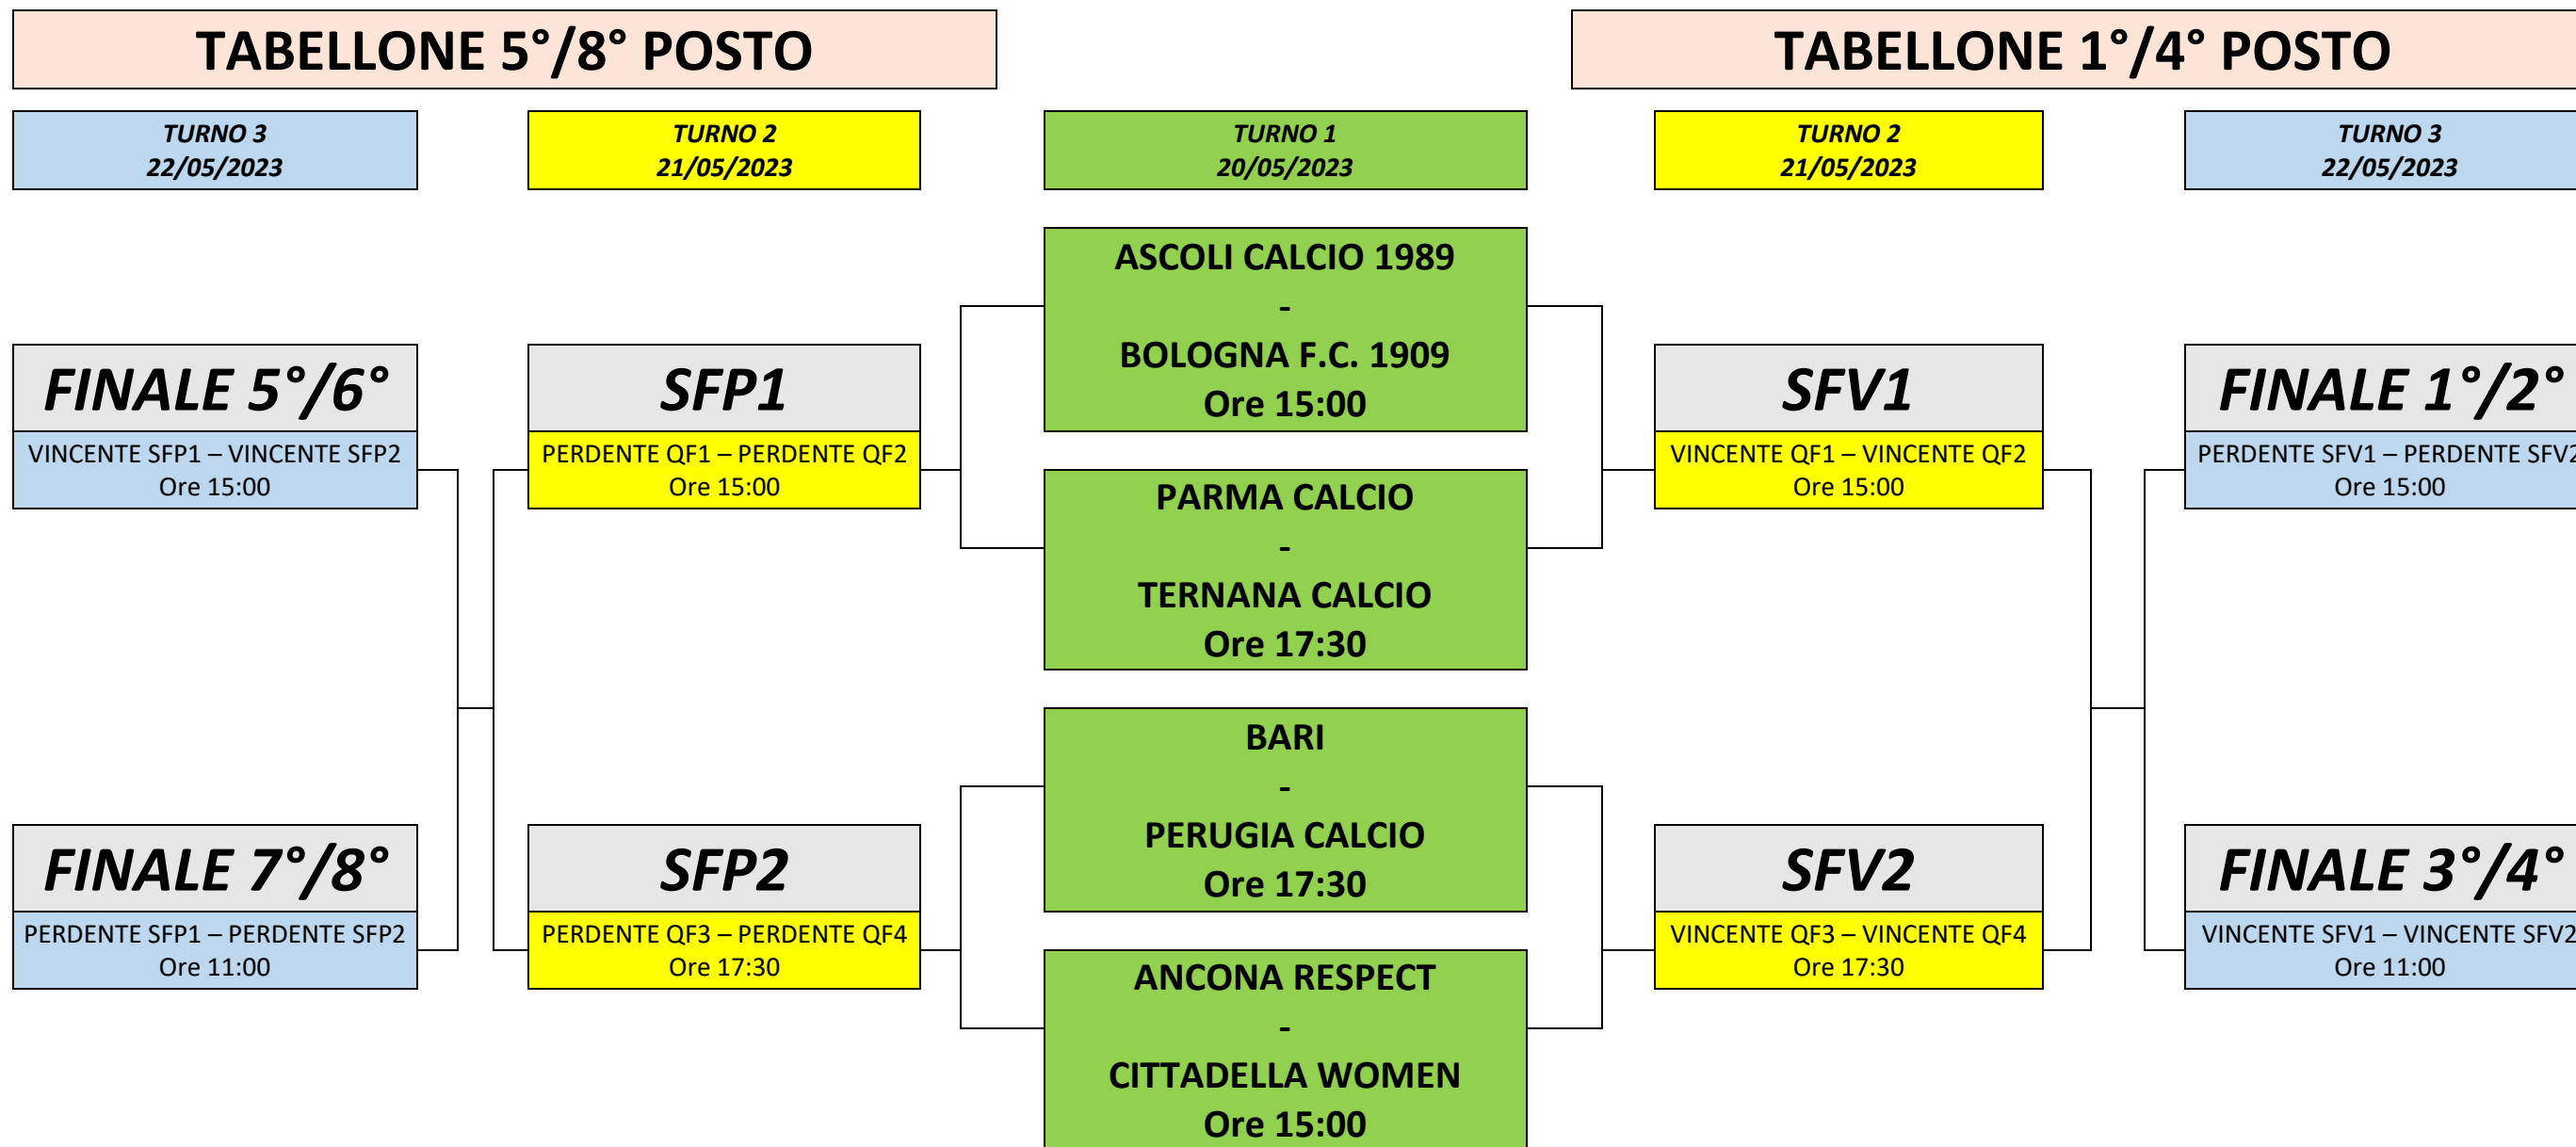 TABELLONE 5°/8° POSTO
TABELLONE 1°/4° POSTO
TURNO 3
22/05/2023
TURNO 2
21/05/2023
TURNO 1
20/05/2023
TURNO 2
21/05/2023
TURNO 3
22/05/2023
FINALE 5°/6°
VINCENTE SFP1 – VINCENTE SFP2
Ore 15:00
FINALE 7°/8°
PERDENTE SFP1 – PERDENTE SFP2
Ore 11:00
SFP1
PERDENTE QF1 – PERDENTE QF2
Ore 15:00
SFP2
PERDENTE QF3 – PERDENTE QF4
Ore 17:30
ASCOLI CALCIO 1989
-
BOLOGNA F.C. 1909
Ore 15:00
PARMA CALCIO
-
TERNANA CALCIO
Ore 17:30
BARI
-
PERUGIA CALCIO
Ore 17:30
ANCONA RESPECT
-
CITTADELLA WOMEN
Ore 15:00
SFV1
VINCENTE QF1 – VINCENTE QF2
Ore 15:00
SFV2
VINCENTE QF3 – VINCENTE QF4
Ore 17:30
FINALE 1°/2°
PERDENTE SFV1 – PERDENTE SFV2
Ore 15:00
FINALE 3°/4°
VINCENTE SFV1 – VINCENTE SFV2
Ore 11:00